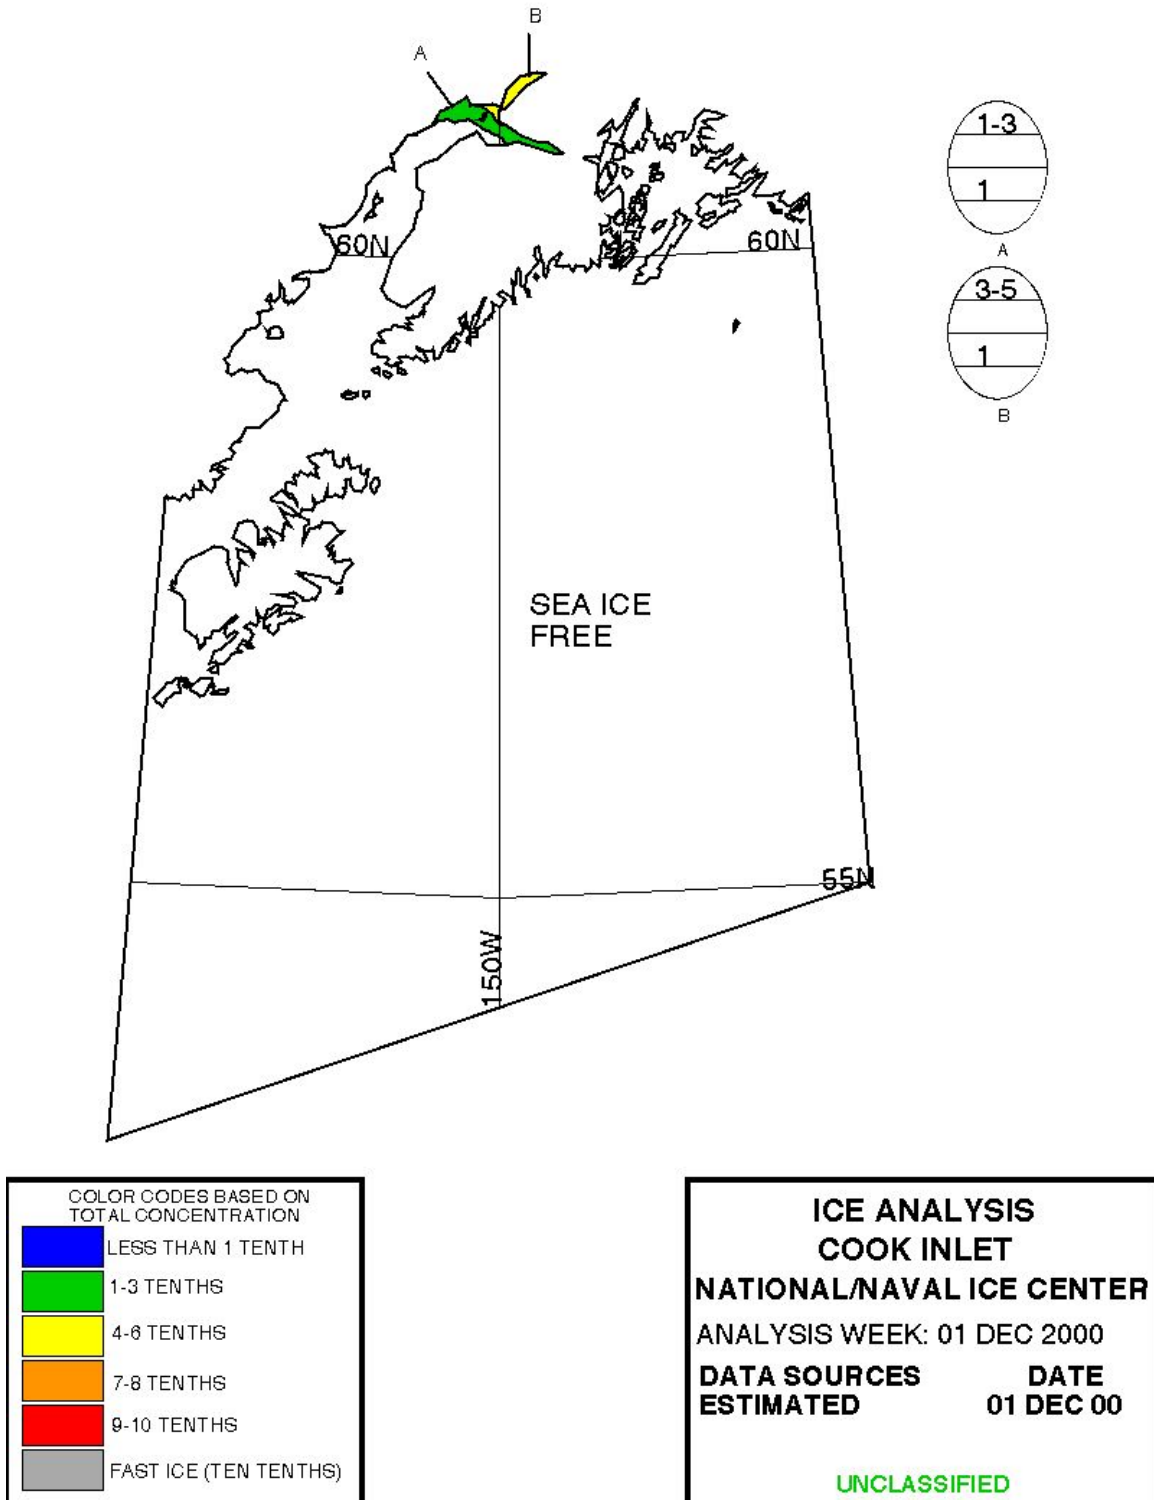 B
A
1-3
1
A
60N
60N
3-5
1
B
SEA ICE
FREE
55N
150W
COLOR CODES BASED ON
TOTAL CONCENTRATION
LESS THAN 1 TENTH
1-3 TENTHS
4-6 TENTHS
7-8 TENTHS
9-10 TENTHS
FAST ICE (TEN TENTHS)
ICE ANALYSIS
COOK INLET
NATIONAL/NAVAL ICE CENTER
ANALYSIS WEEK: 01 DEC 2000
DATA SOURCES DATE
ESTIMATED 01 DEC 00
UNCLASSIFIED